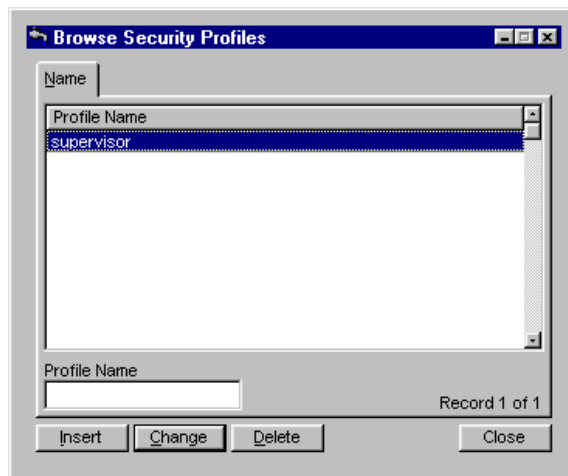 Browse Security Profiles
Name
Profile Name
supervisor
Profile Name
Record 1 of 1
Insert Change Delete Close